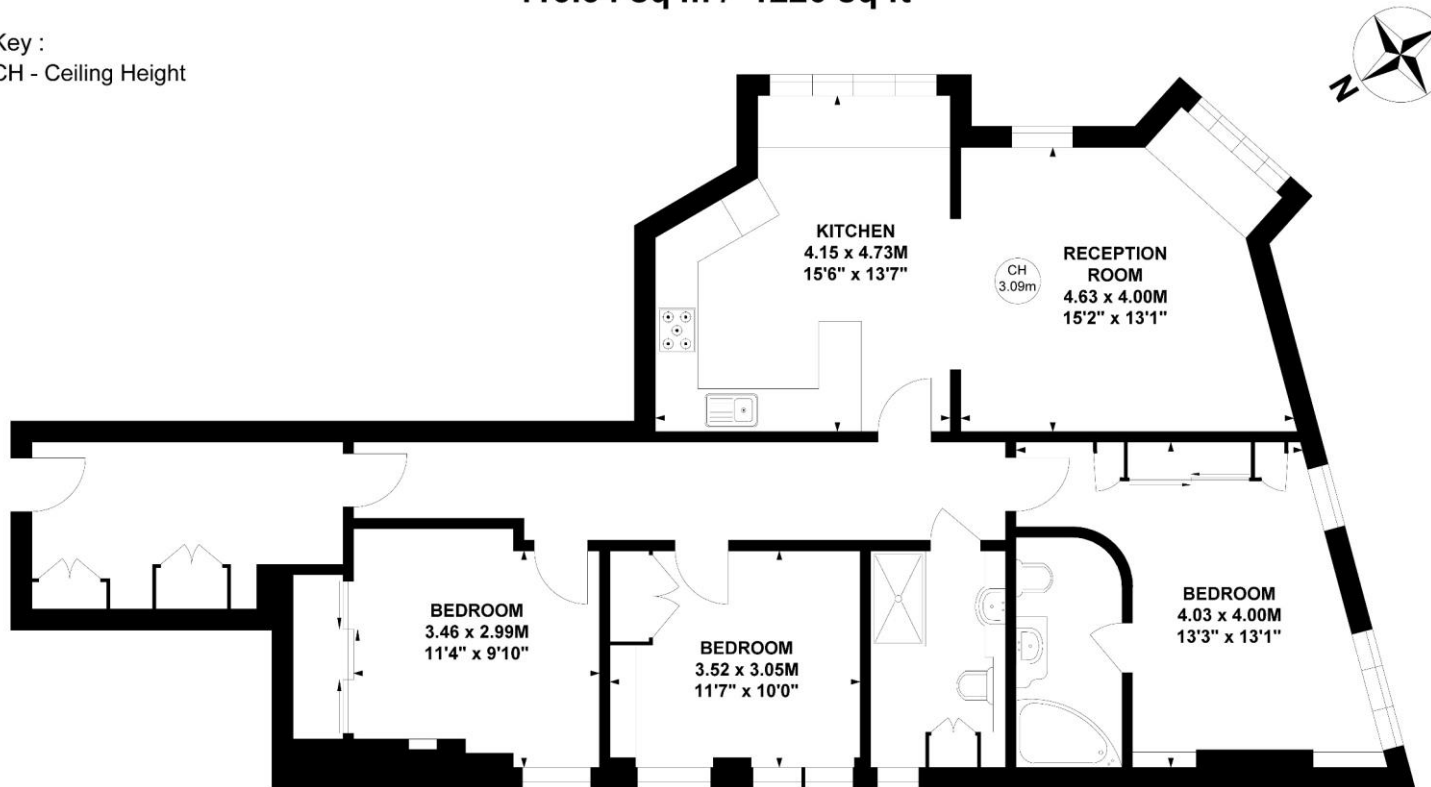 Key :
CH - Ceiling Height
N
KITCHEN
4.15 x 4.73M
15'6" x 13'7"
CH
3.09m
RECEPTION
ROOM
4.63 x 4.00M
15'2" x 13'1"
BEDROOM
3.46 x 2.99M
11'4" x 9'10"
BEDROOM
3.52 x 3.05M
11'7" x 10'0"
BEDROOM
4.03 x 4.00M
13'3" x 13'1"